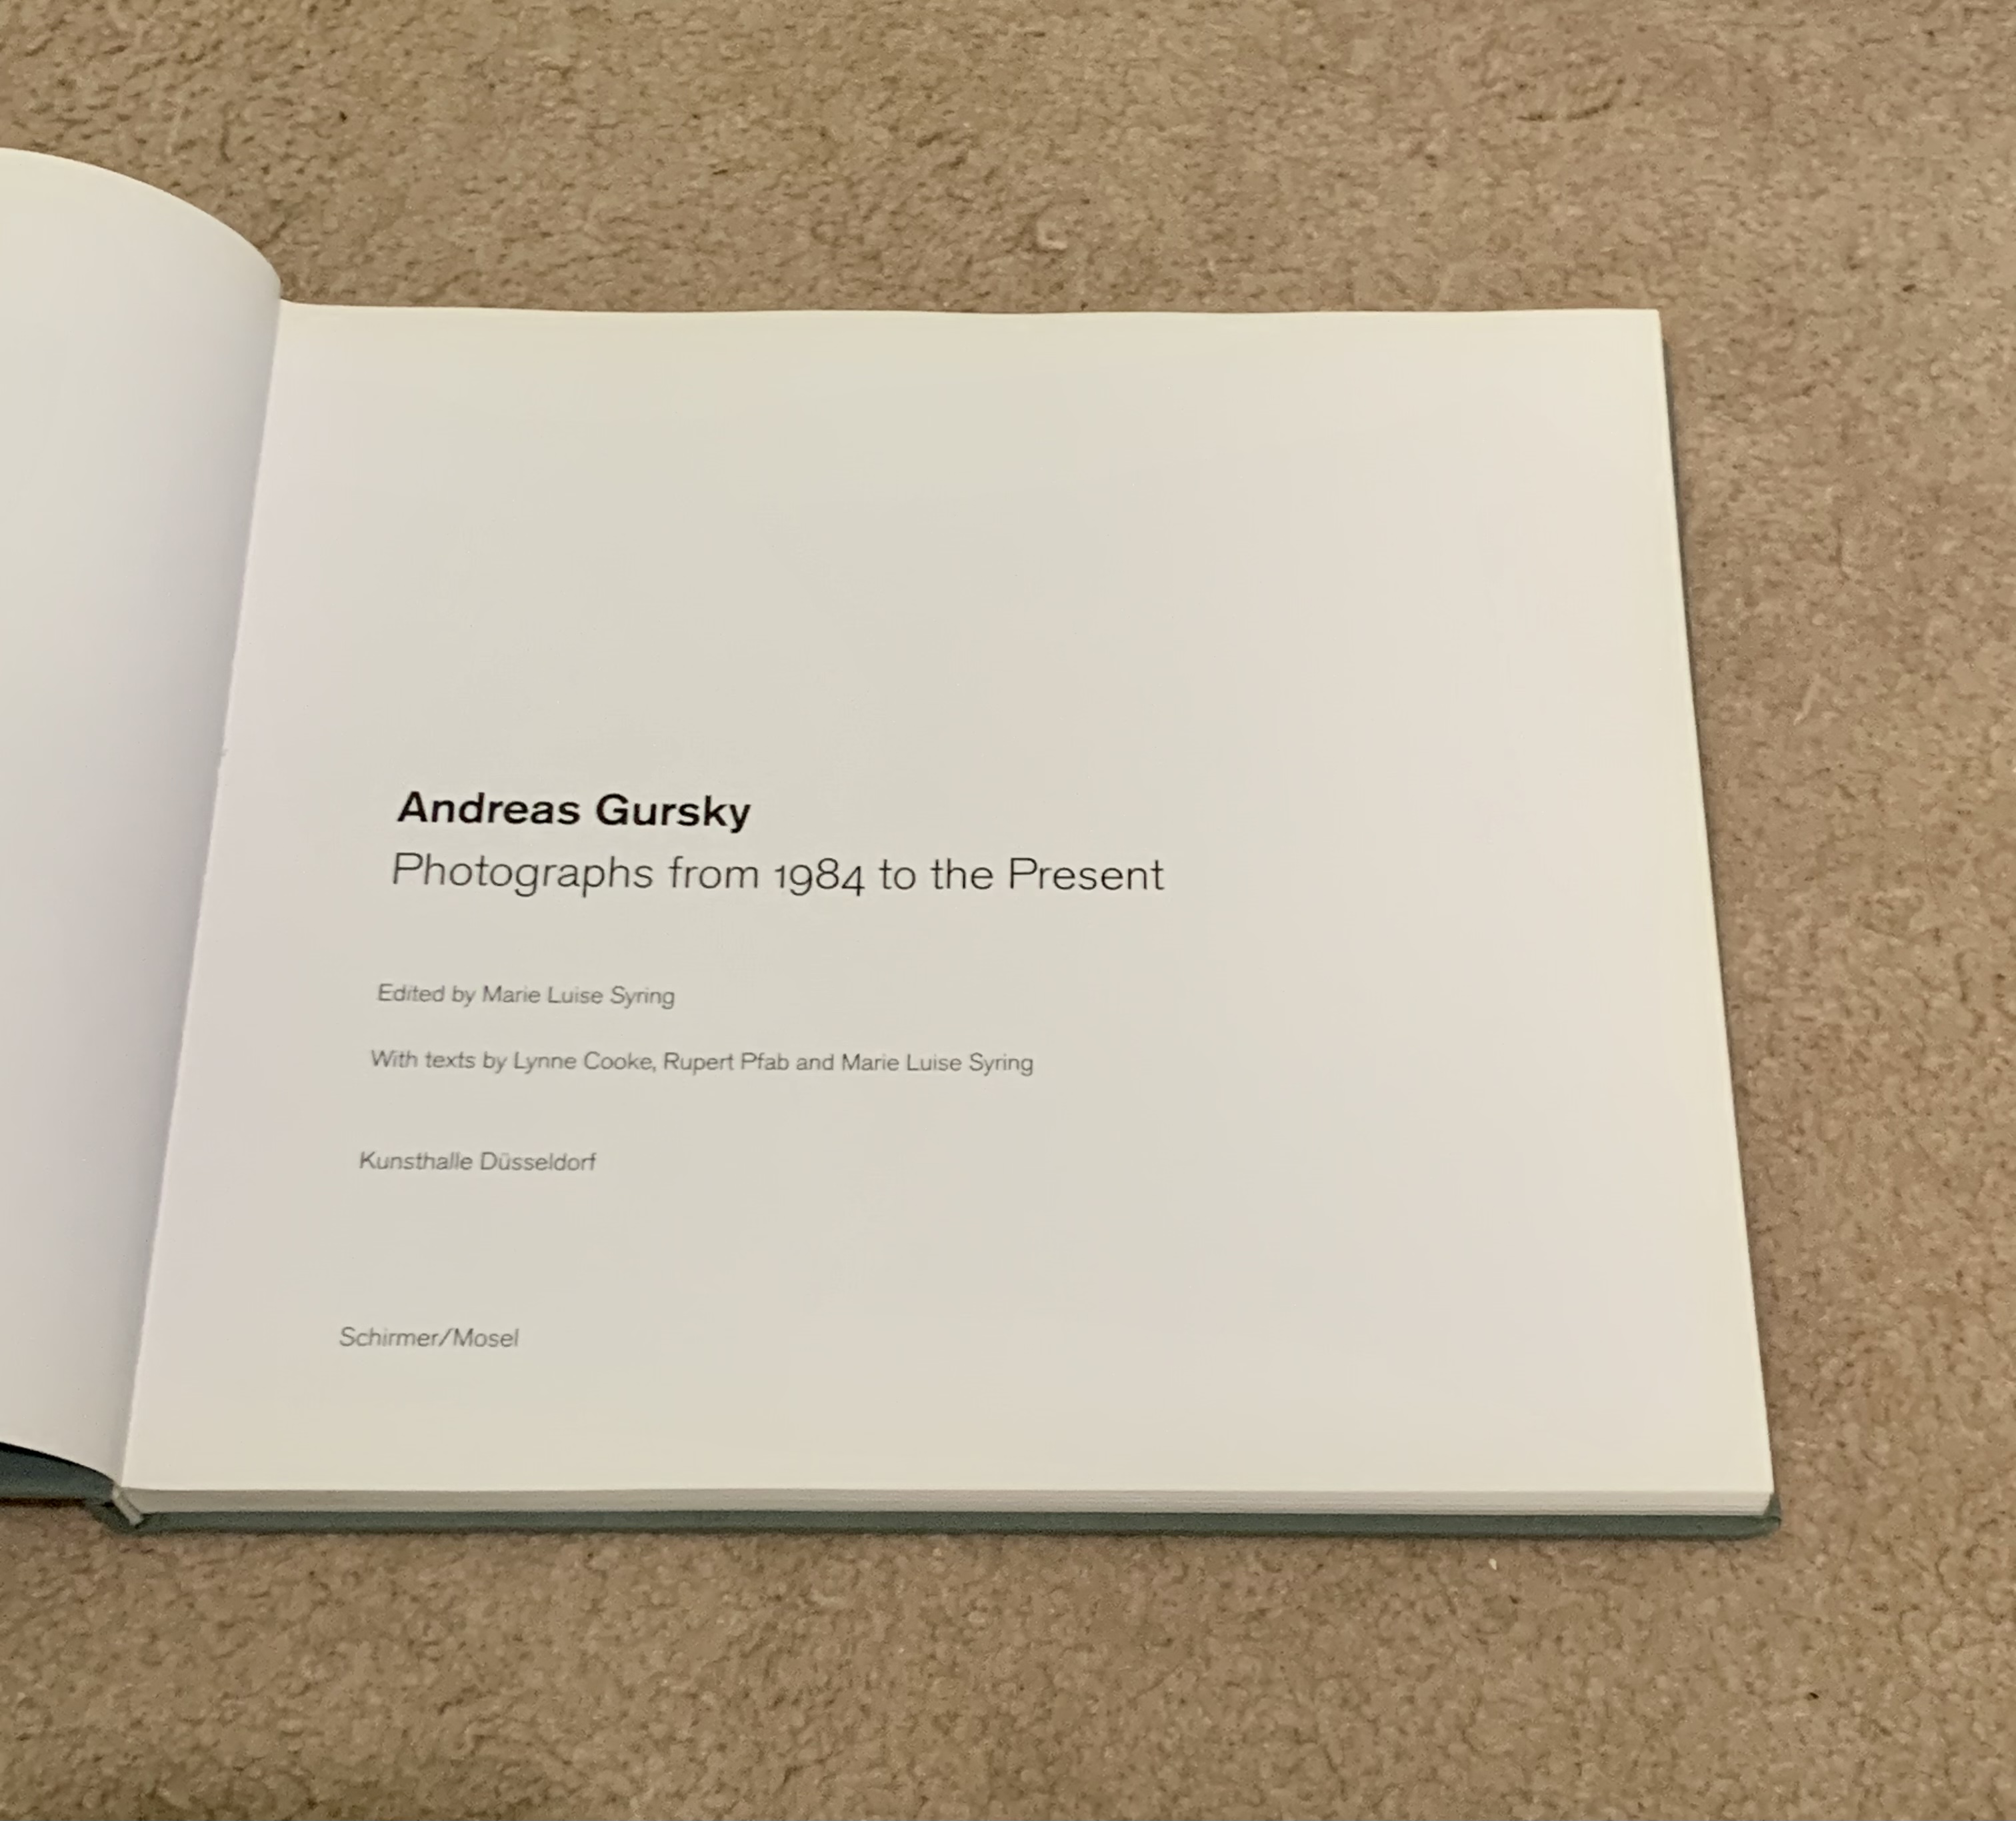 Andreas Gursky
Photographs from 1984 to the Present
Edited by Marie Luise Syring
With texts by Lynne Cooke, Rupert Pfab and Marie Luise Syring
Kunsthalle Düsseldorf
Schirmer/Mosel